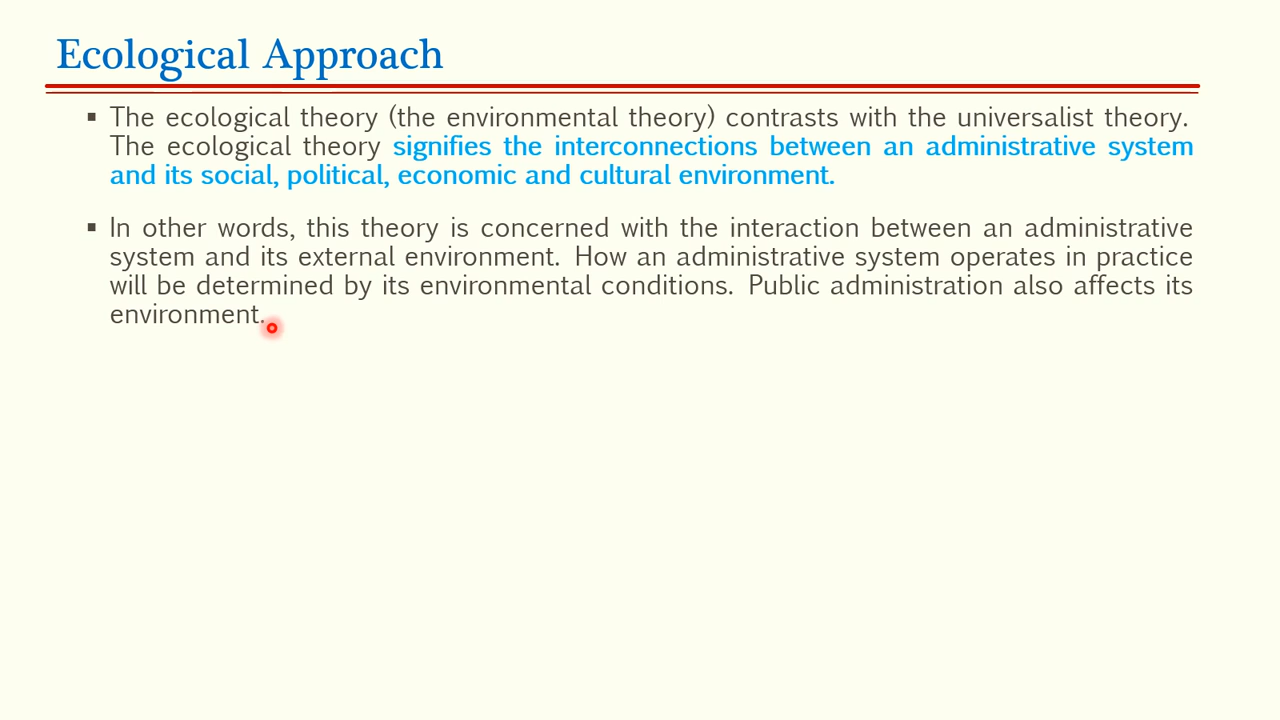 Ecological Approach
▪ The ecological theory (the environmental theory) contrasts with the universalist theory.
The ecological theory signifies the interconnections between an administrative system
and its social, political, economic and cultural environment.
▪ In other words, this theory is concerned with the interaction between an administrative
system and its external environment. How an administrative system operates in practice
will be determined by its environmental conditions. Public administration also affects its
environment.